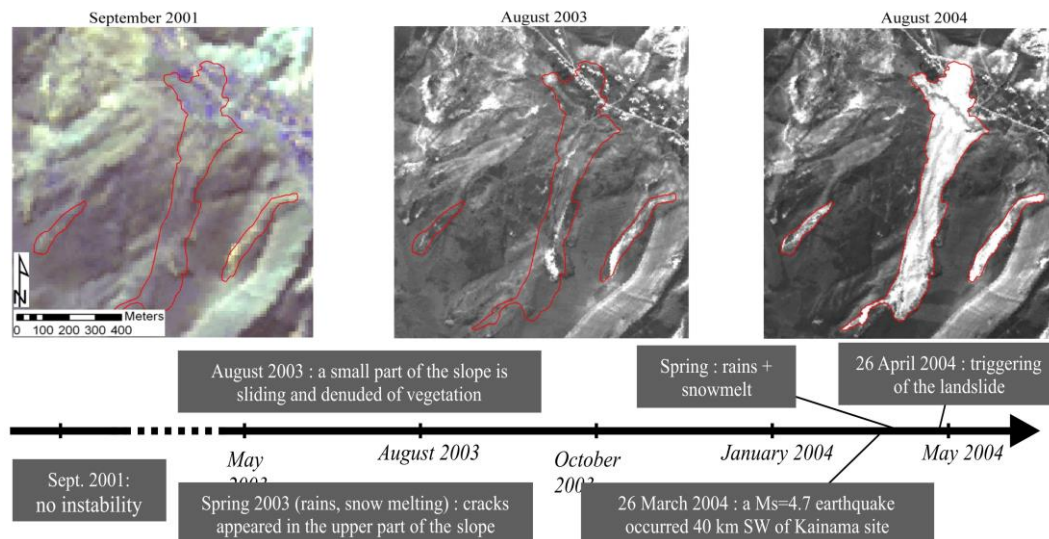 September 2001
August 2003
August 2004
N
Meters
0 100 200 300 400
August 2003 : a small part of the slope is
sliding and denuded of vegetation
Spring : rains +
snowmelt
26 April 2004 : triggering
of the landslide
May
2003
August 2003
October
2003
January 2004
May 2004
Sept. 2001:
no instability
Spring 2003 (rains, snow melting) : cracks
appeared in the upper part of the slope
26 March 2004 : a Ms=4.7 earthquake
occurred 40 km SW of Kainama site